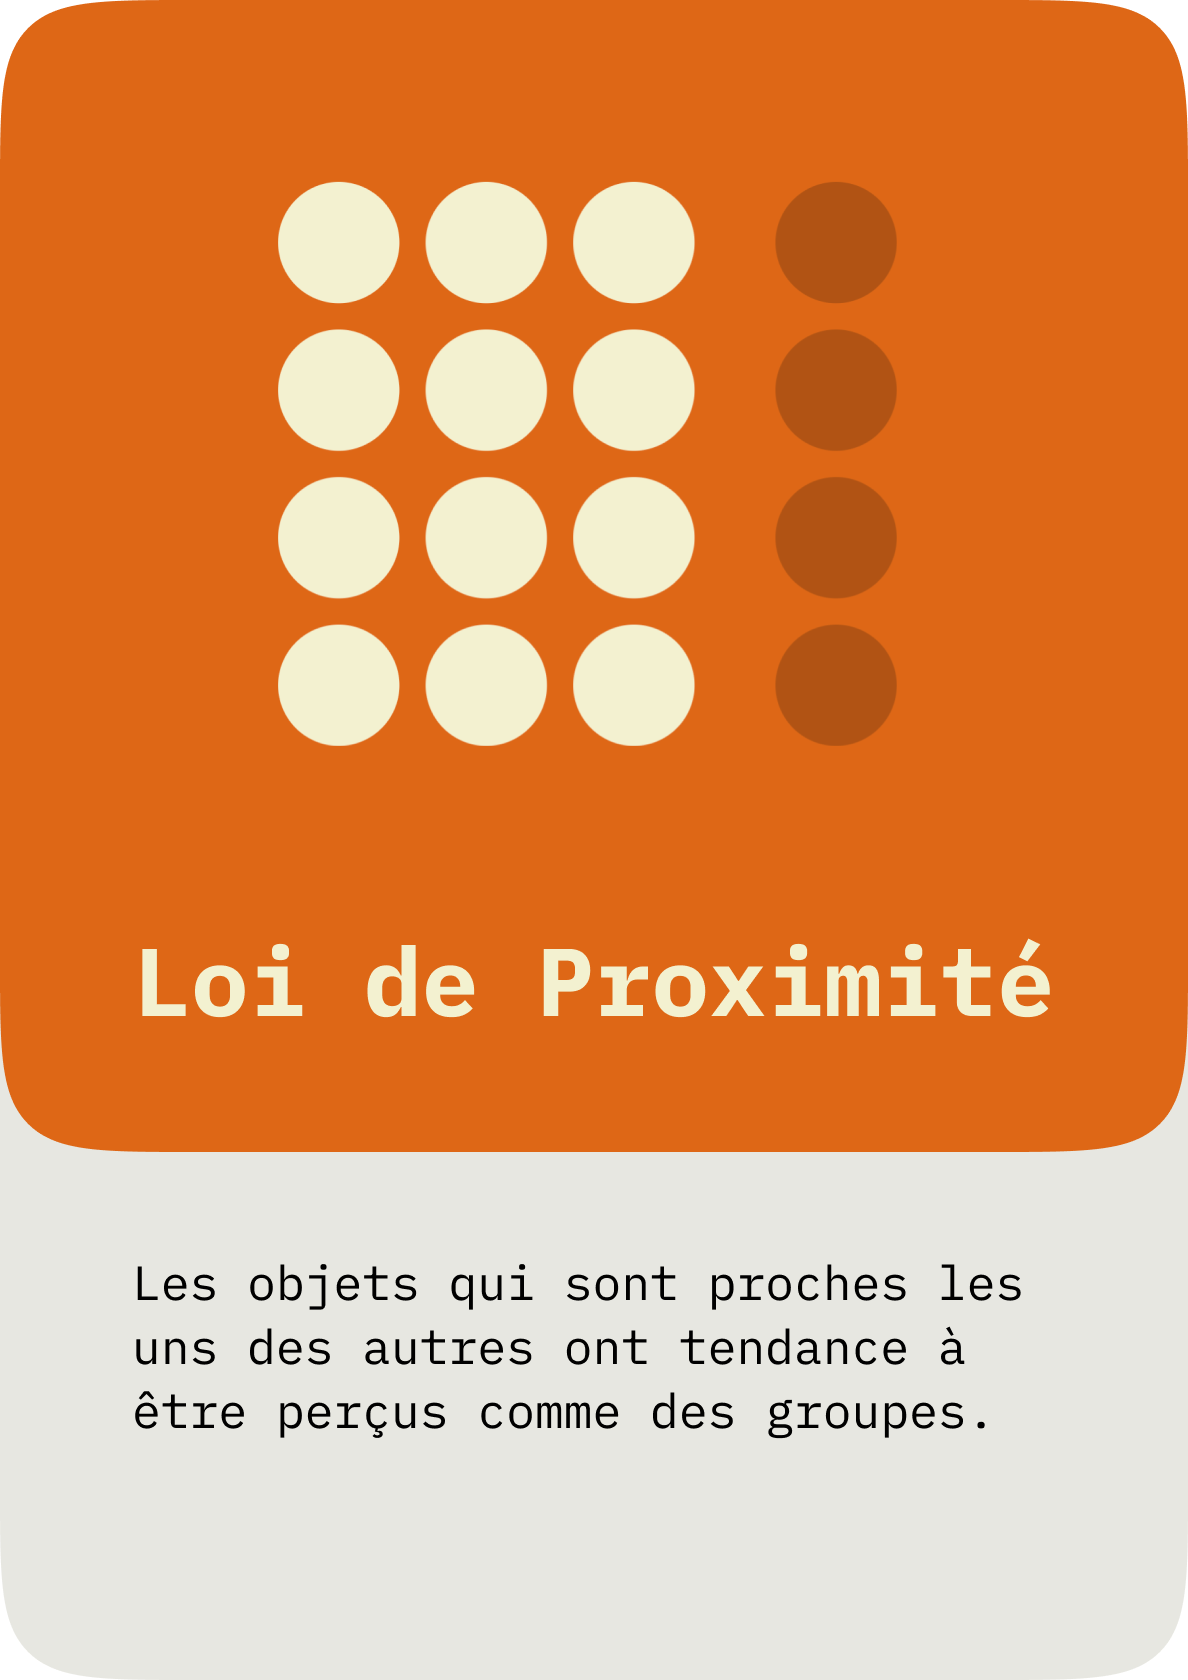 Loi de Proximité
Les objets qui sont proches les
uns des autres ont tendance à
être perçus comme des groupes.